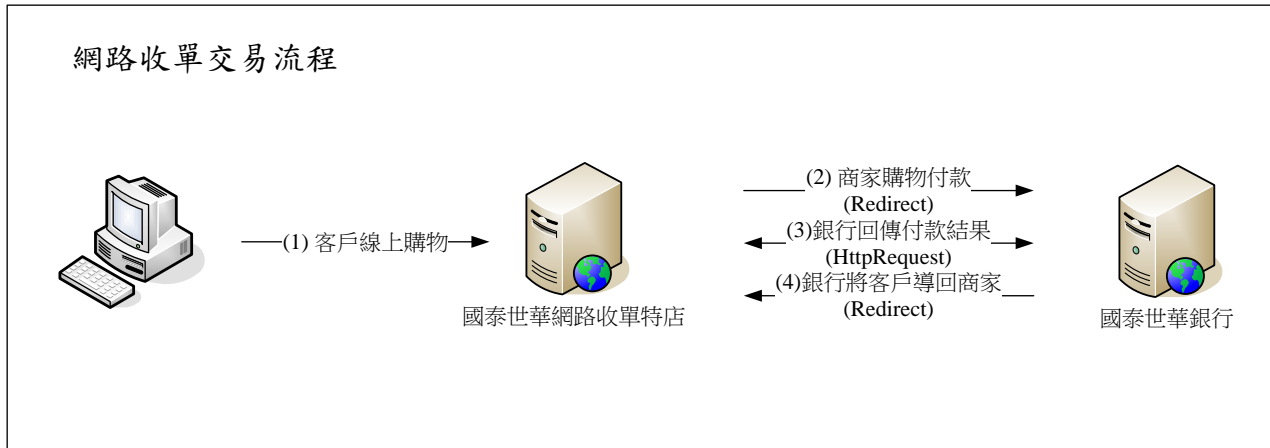 網路收單交易流程
(1) 客戶線上購物
(2) 商家購物付款
(Redirect)
(3)銀行回傳付款結果
(HttpRequest)
(4)銀行將客戶導回商家
(Redirect)
國泰世華網路收單特店
國泰世華銀行